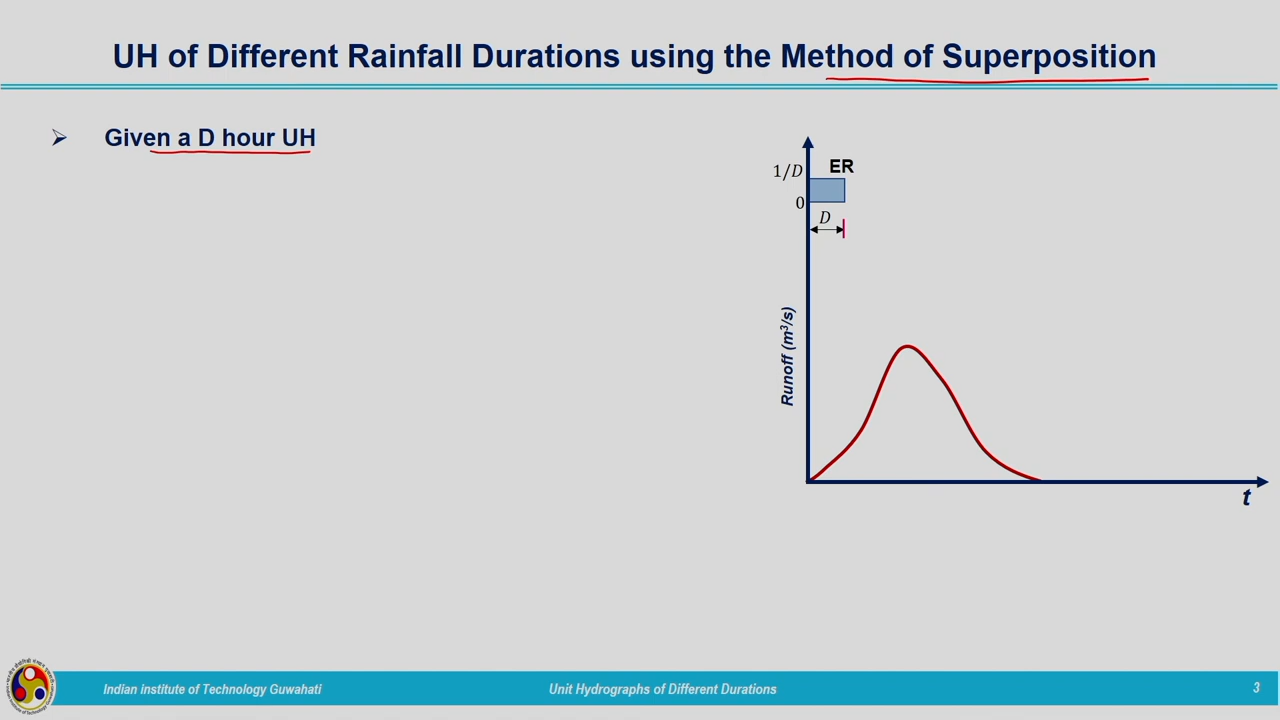 UH of Different Rainfall Durations using the Method of Superposition
Given a D hour UH
ER
1/D
0
D
Runoff (m³/s)
t
Indian institute of Technology Guwahati
Unit Hydrographs of Different Durations
3